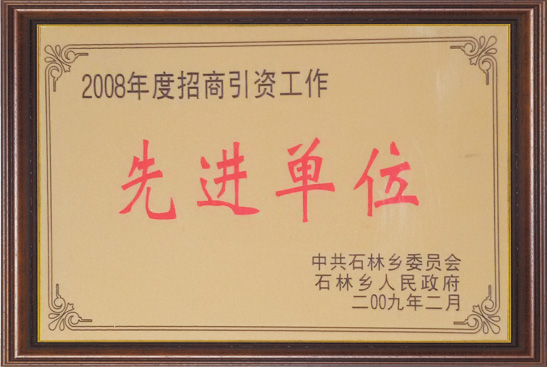 2008年度招商引资工作
先进单位
中共石林乡委员会
石林乡人民政府
二00九年二月